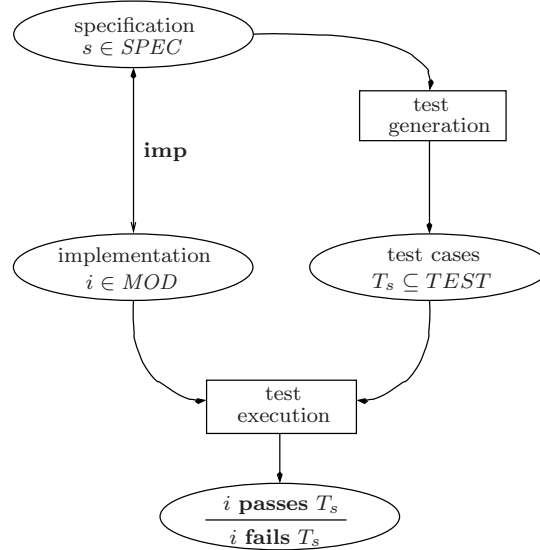 specification
s ∈ SPEC
test
generation
imp
implementation
i ∈ MOD
test cases
T_s ⊆ TEST
test
execution
i passes T_s
i fails T_s